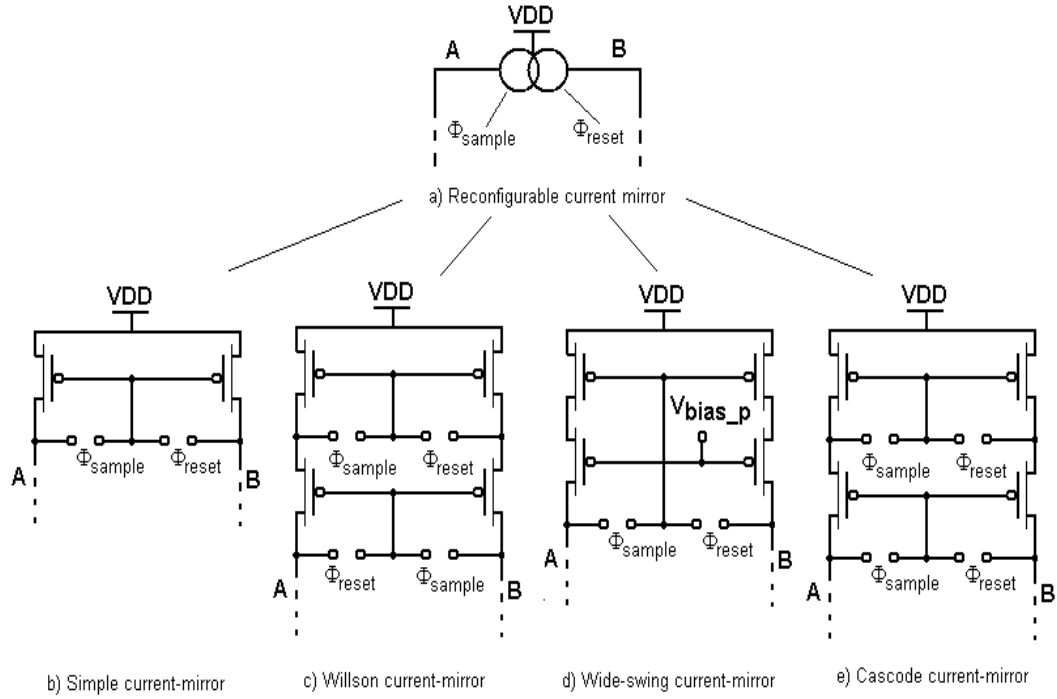 VDD
A B
Φsample Φreset
a) Reconfigurable current mirror
VDD
Φsample Φreset
A B
b) Simple current-mirror
VDD
Φsample Φreset
Φreset Φsample
A B
c) Willson current-mirror
VDD
Vbias_p
Φsample Φreset
A B
d) Wide-swing current-mirror
VDD
Φsample Φreset
Φsample Φreset
A B
e) Cascode current-mirror